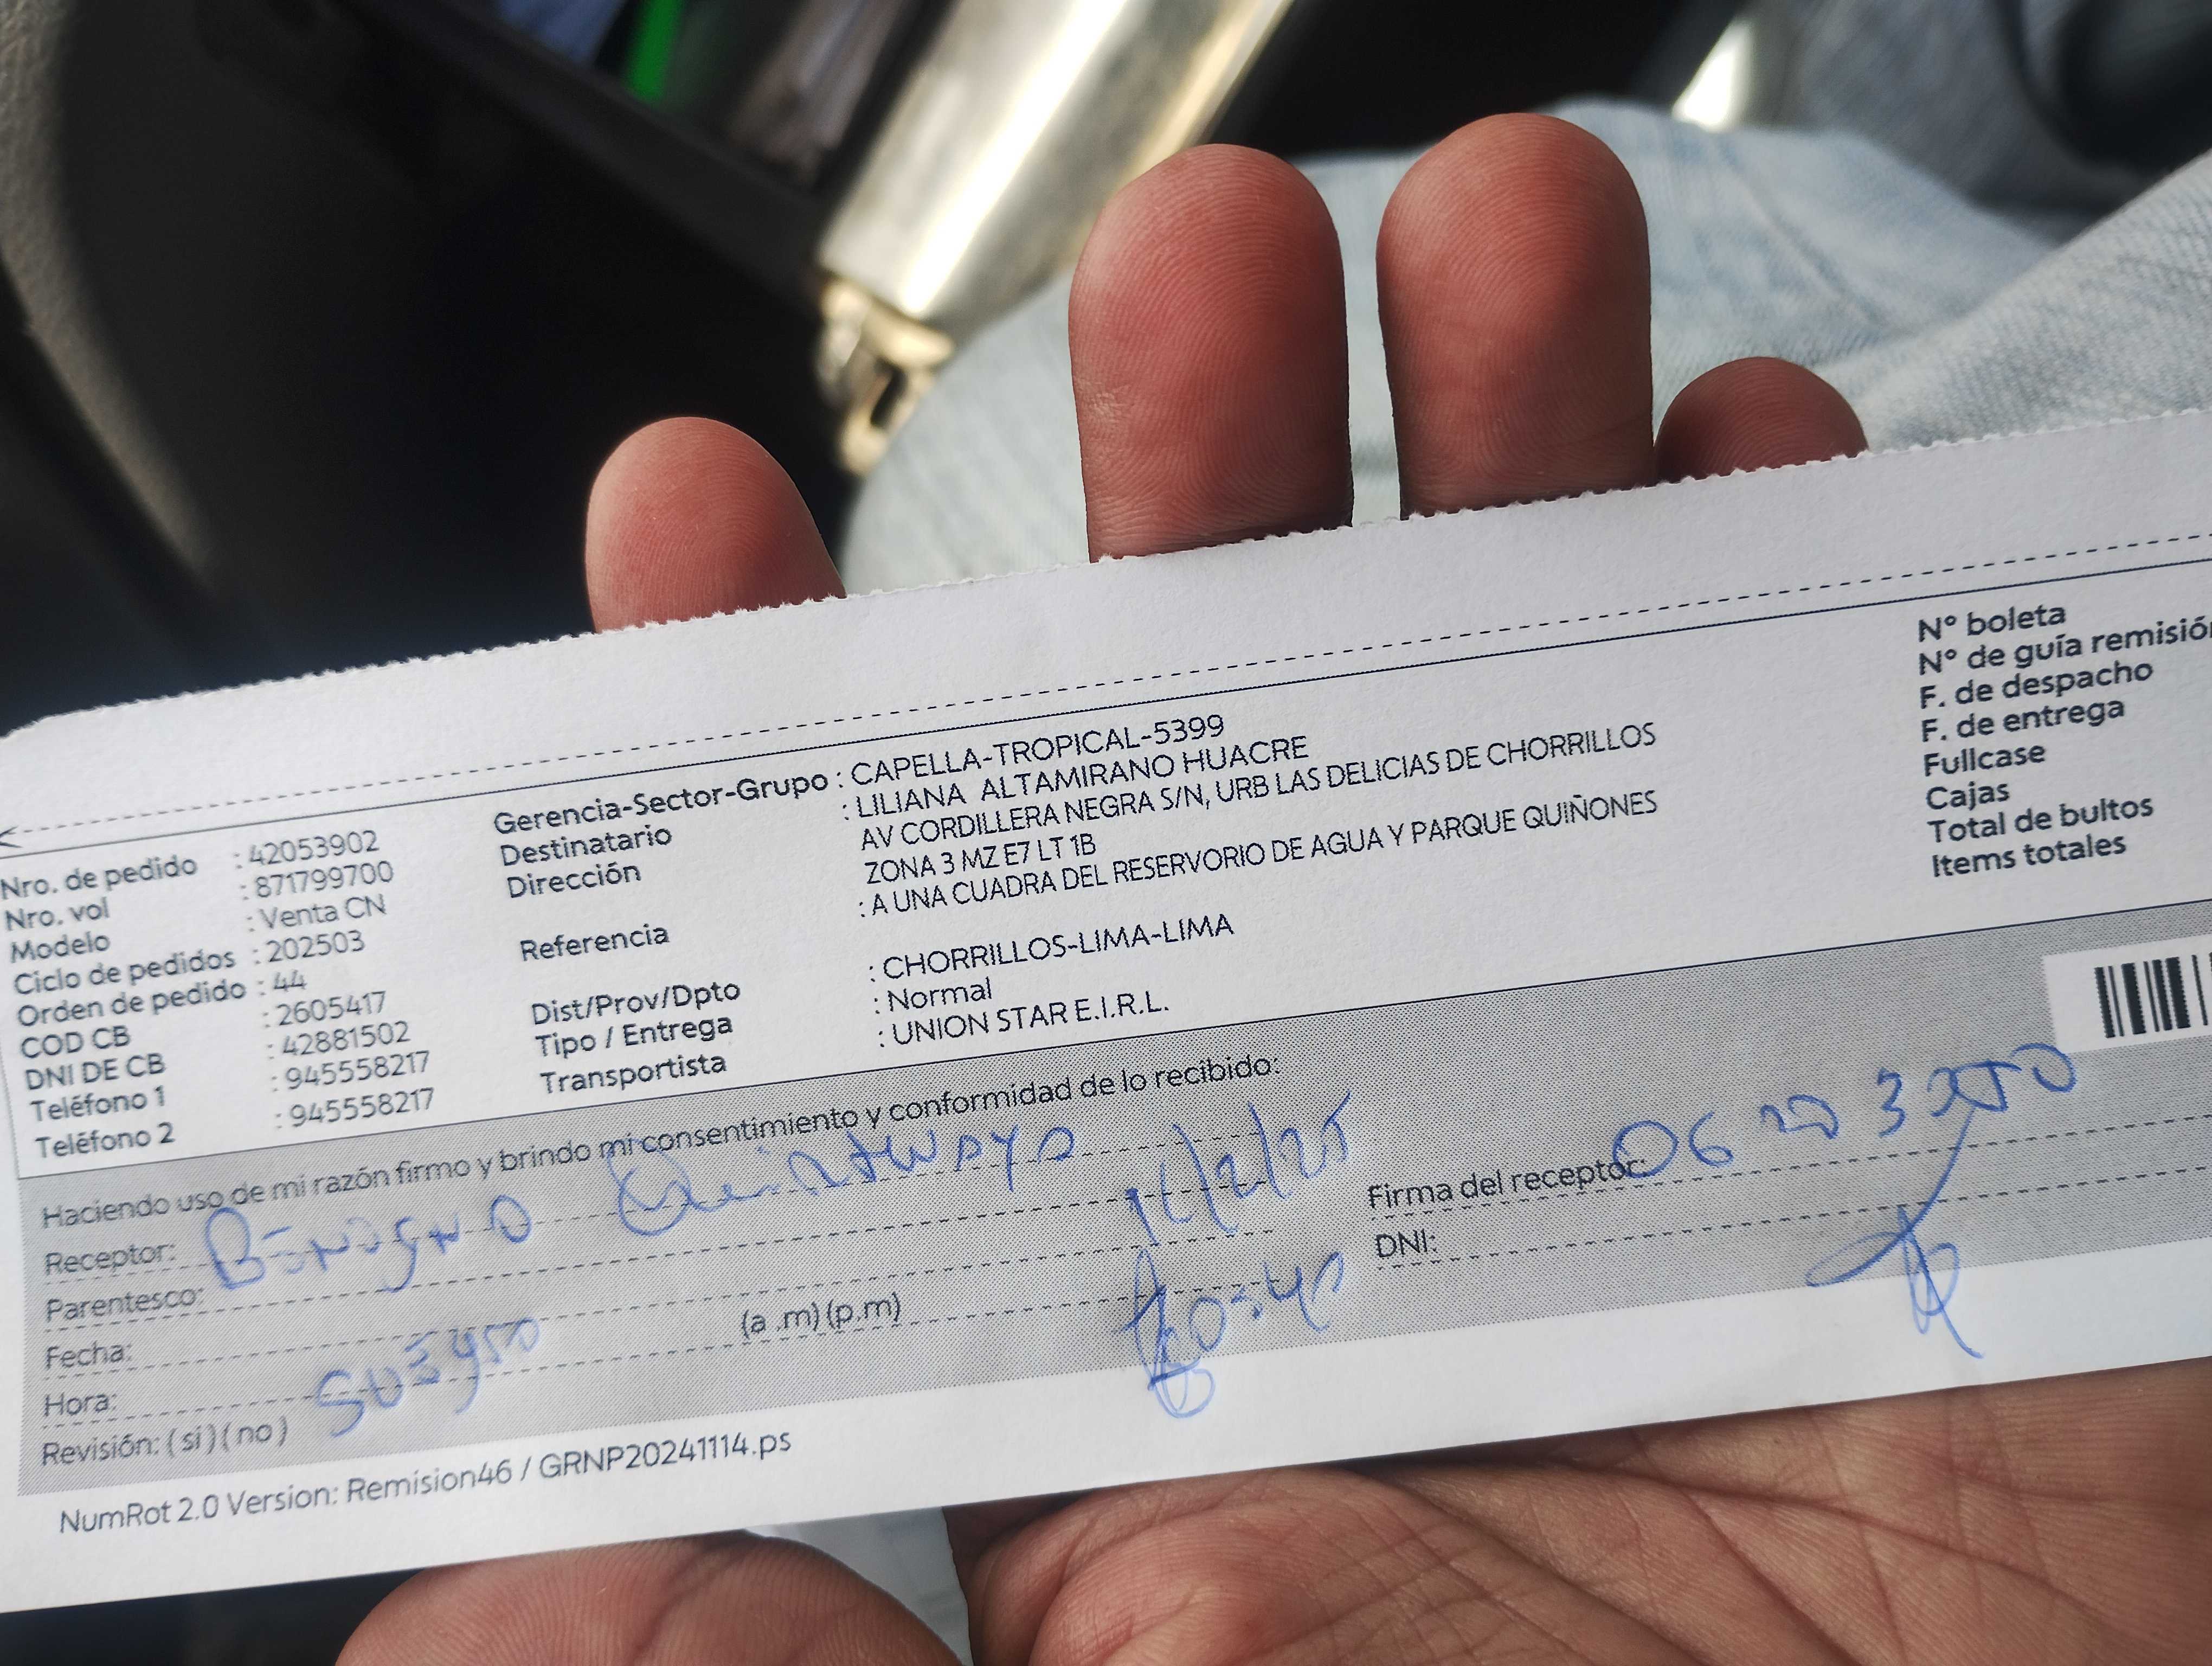 Nro. de pedido : 42053902
Nro. vol : 871799700
Modelo : Venta CN
Ciclo de pedidos : 202503
Orden de pedido : 44
COD CB : 2605417
DNI DE CB : 42881502
Teléfono 1 : 945558217
Teléfono 2 : 945558217
Gerencia-Sector-Grupo : CAPELLA-TROPICAL-5399
Destinatario : LILIANA ALTAMIRANO HUACRE
Dirección AV CORDILLERA NEGRA S/N, URB LAS DELICIAS DE CHORRILLOS
ZONA 3 MZ E7 LT 1B
Referencia : A UNA CUADRA DEL RESERVORIO DE AGUA Y PARQUE QUIÑONES
Dist/Prov/Dpto : CHORRILLOS-LIMA-LIMA
Tipo / Entrega : Normal
Transportista : UNION STAR E.I.R.L.
N° boleta
N° de guía remisión
F. de despacho
F. de entrega
Fullcase
Cajas
Total de bultos
Items totales
Haciendo uso de mi razón firmo y brindo mi consentimiento y conformidad de lo recibido:
Receptor: Benigno
Parentesco:
Fecha:
Hora: (a .m) (p.m)
Revisión: ( si ) ( no )
Firma del receptor:
DNI:
NumRot 2.0 Version: Remision46 / GRNP20241114.ps